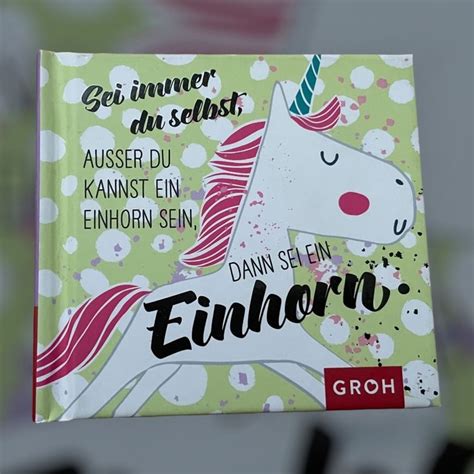 Sei immer
du selbst,
AUSSER DU
KANNST EIN
EINHORN SEIN,
DANN SEI EIN
Einhorn.
GROH